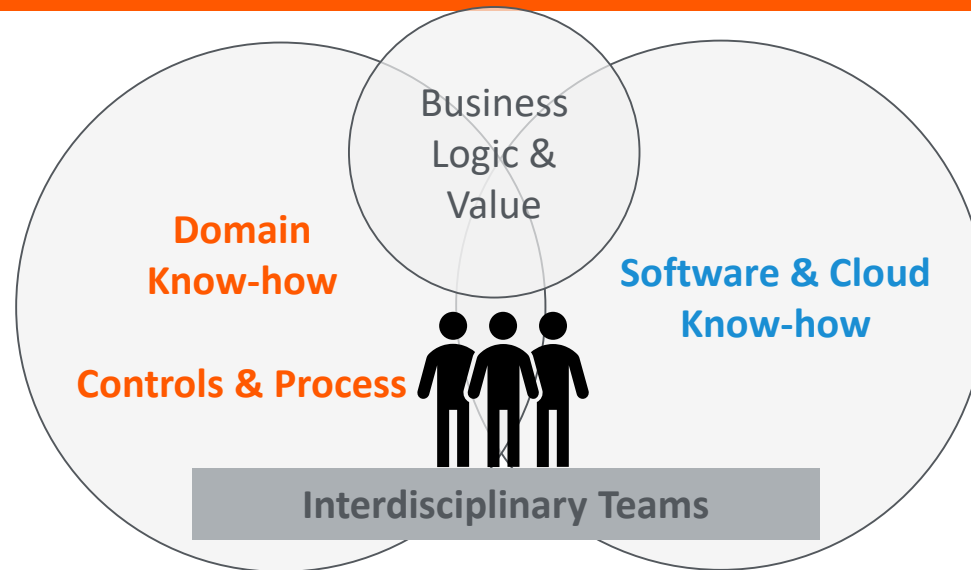 Business
Logic &
Value
Domain
Know-how
Software & Cloud
Know-how
Controls & Process
Interdisciplinary Teams